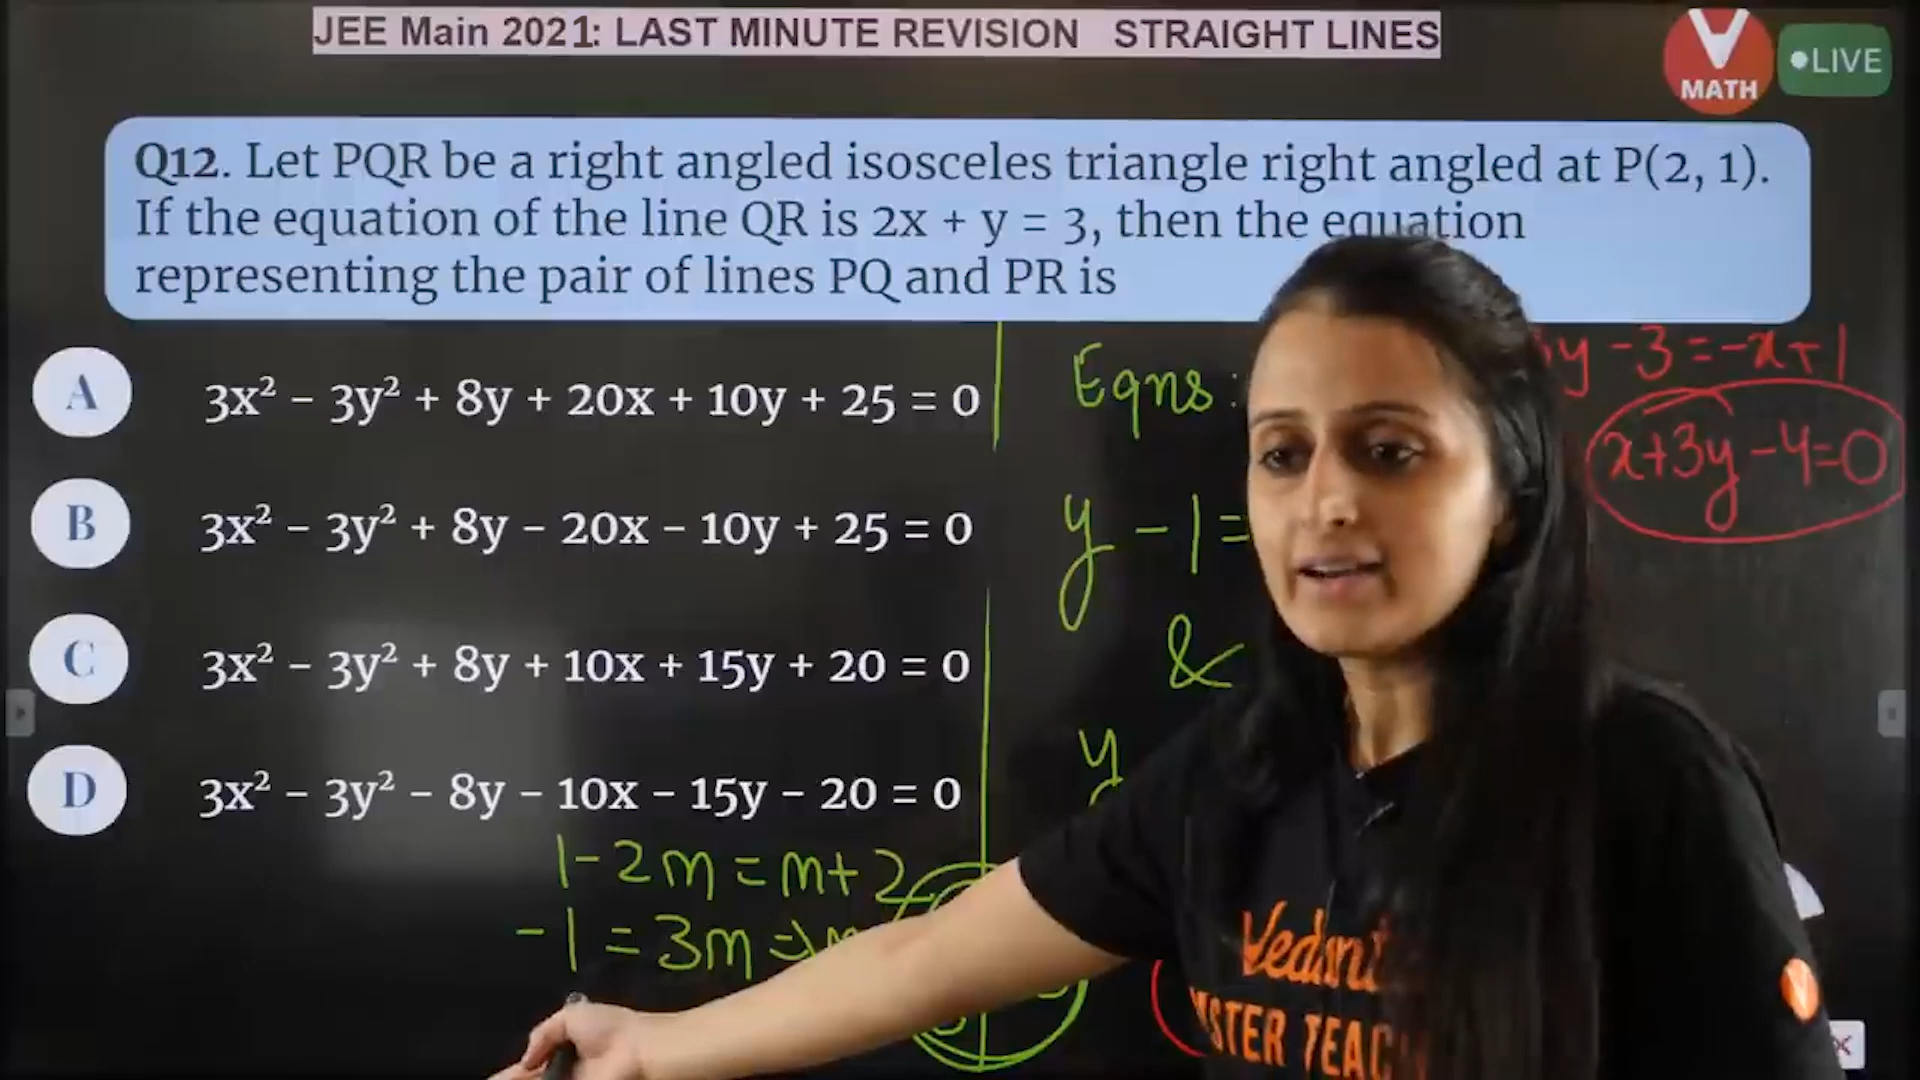 JEE Main 2021: LAST MINUTE REVISION STRAIGHT LINES
V
MATH
LIVE
Q12. Let PQR be a right angled isosceles triangle right angled at P(2, 1).
If the equation of the line QR is 2x + y = 3, then the equation
representing the pair of lines PQ and PR is
A 3x² − 3y² + 8y + 20x + 10y + 25 = 0
B 3x² − 3y² + 8y − 20x − 10y + 25 = 0
C 3x² − 3y² + 8y + 10x + 15y + 20 = 0
D 3x² − 3y² − 8y − 10x − 15y − 20 = 0
1-2m=m+2
-1=3m⇒
Eqns:
y-1=
&
y
y-3=-x+1
x+3y-4=0